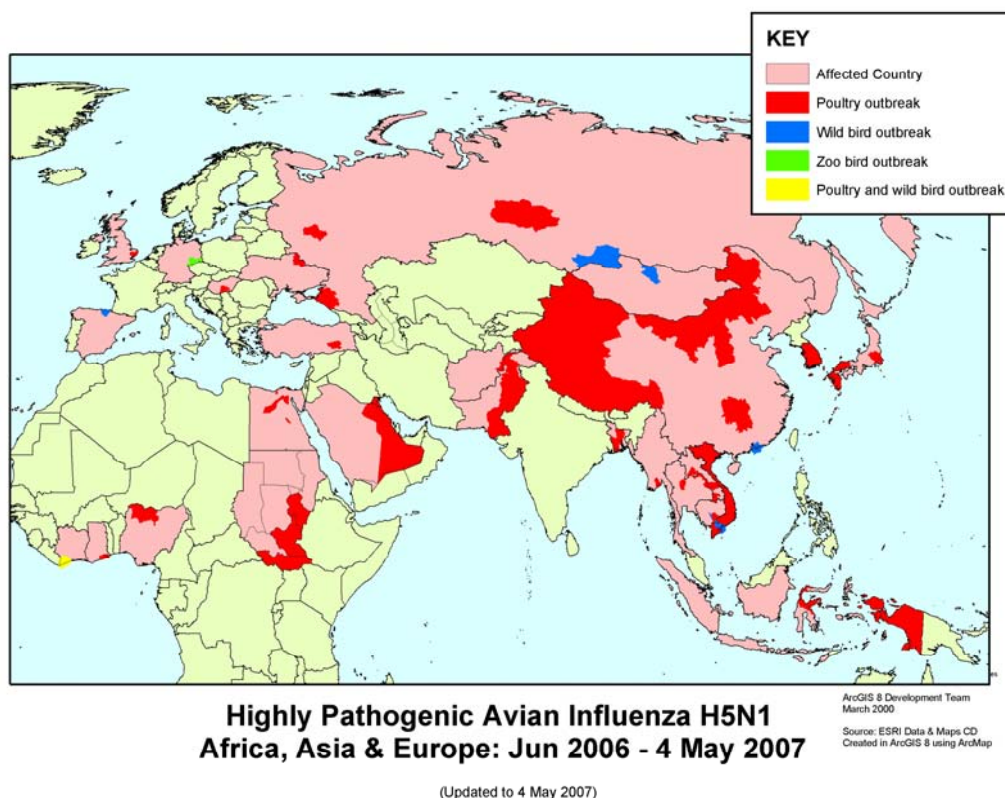 KEY
Affected Country
Poultry outbreak
Wild bird outbreak
Zoo bird outbreak
Poultry and wild bird outbreak
Highly Pathogenic Avian Influenza H5N1
Africa, Asia & Europe: Jun 2006 - 4 May 2007
(Updated to 4 May 2007)
ArcGIS 8 Development Team
March 2000
Source: ESRI Data & Maps CD
Created in ArcGIS 8 using ArcMap